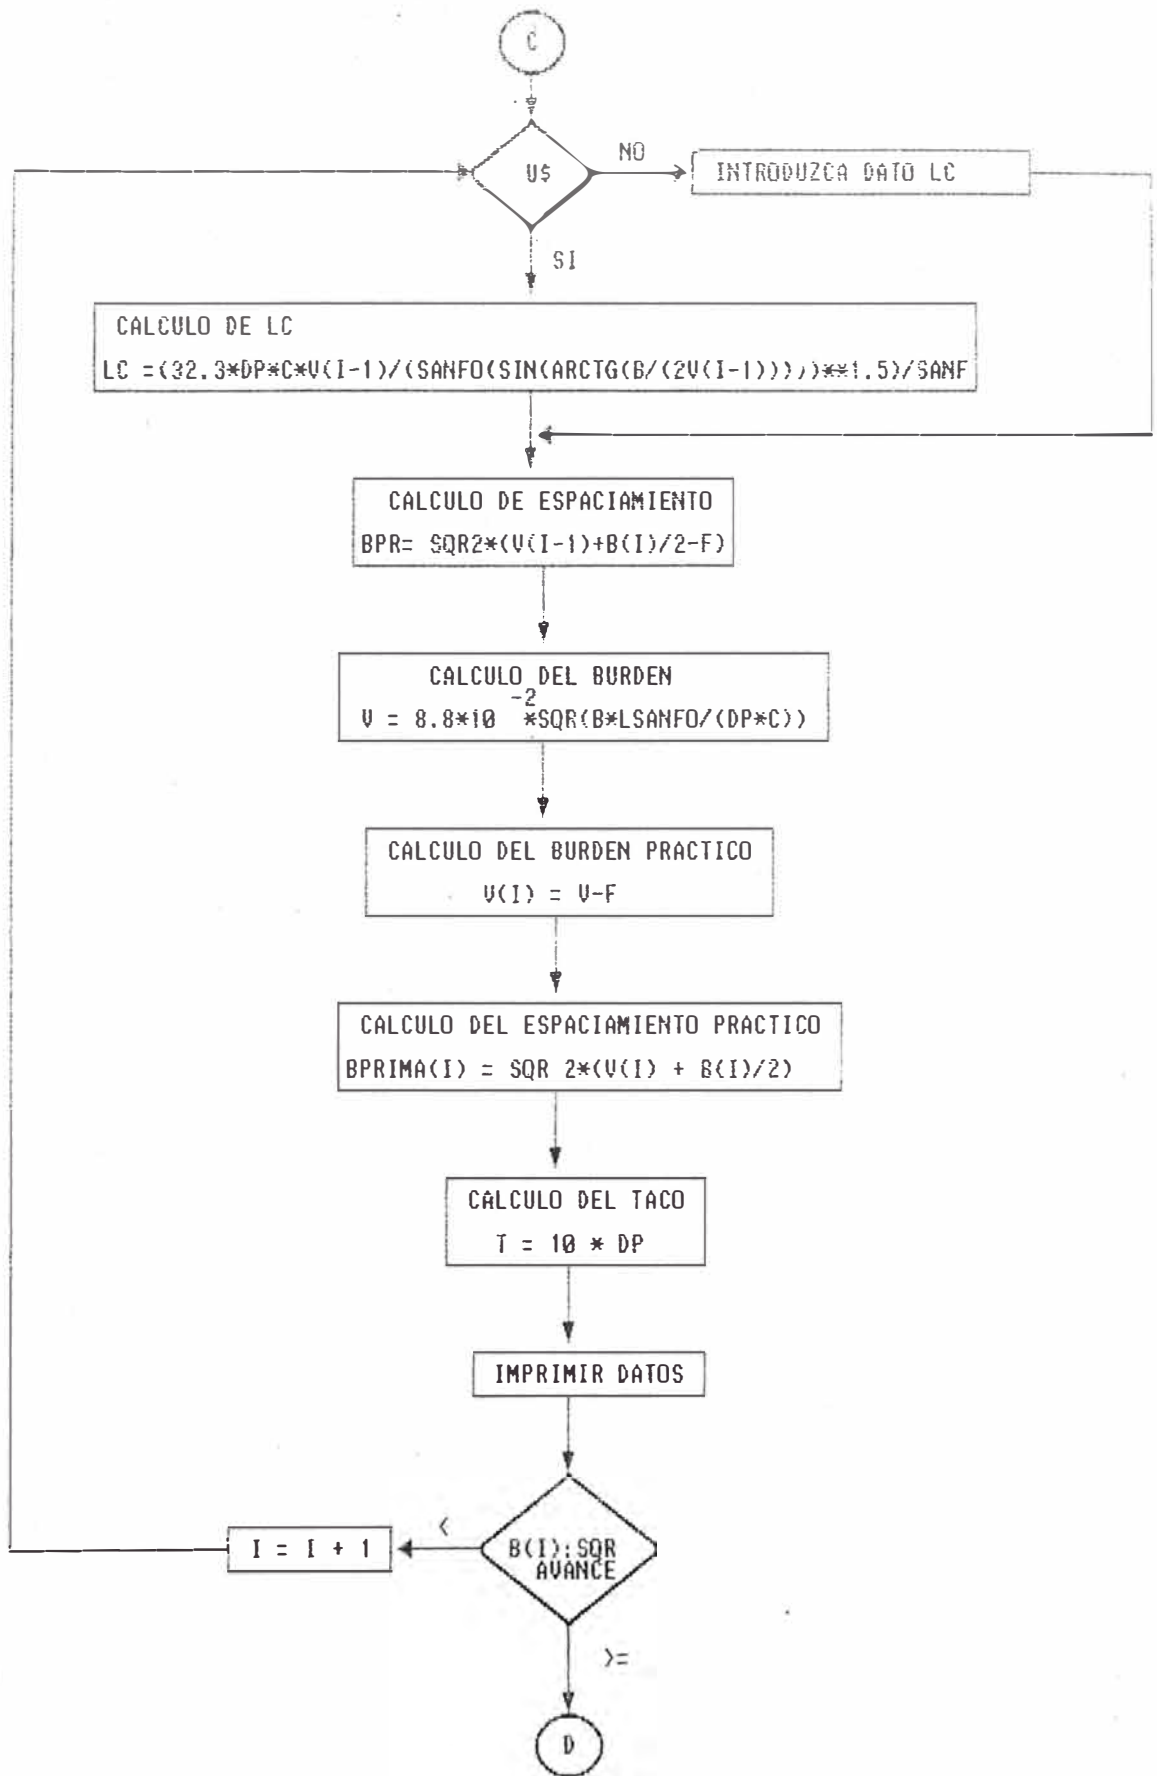 C
U$
NO
INTRODUZCA DATO LC
SI
CALCULO DE LC
LC =(32.3*DP*C*V(I-1)/(SANFO(SIN(ARCTG(B/(2V(I-1))))))**1.5)/SANF
CALCULO DE ESPACIAMIENTO
BPR= SQR2*(V(I-1)+B(I)/2-F)
CALCULO DEL BURDEN
-2
V = 8.8*10 *SQR(B*LSANFO/(DP*C))
CALCULO DEL BURDEN PRACTICO
V(I) = V-F
CALCULO DEL ESPACIAMIENTO PRACTICO
BPRIMA(I) = SQR 2*(V(I) + B(I)/2)
CALCULO DEL TACO
T = 10 * DP
IMPRIMIR DATOS
<
I = I + 1
B(I):SQR
AVANCE
>=
D